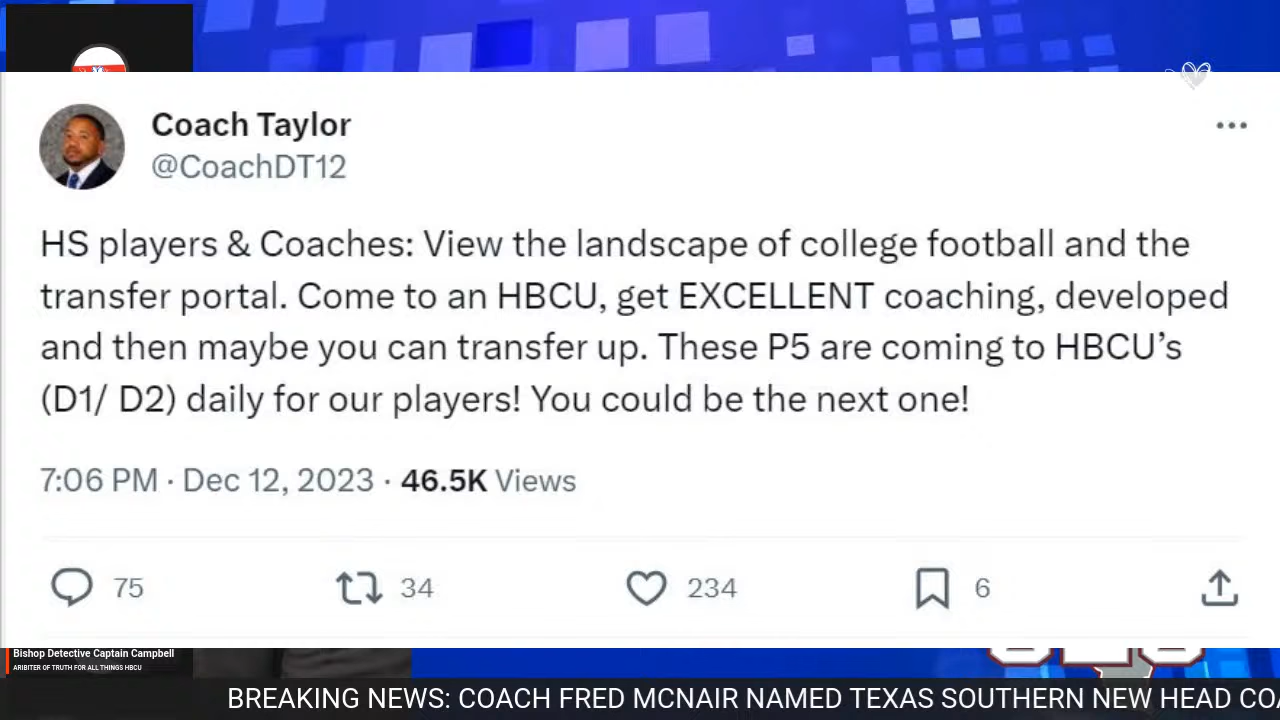 Coach Taylor
@CoachDT12
HS players & Coaches: View the landscape of college football and the
transfer portal. Come to an HBCU, get EXCELLENT coaching, developed
and then maybe you can transfer up. These P5 are coming to HBCU’s
(D1/ D2) daily for our players! You could be the next one!
7:06 PM · Dec 12, 2023 · 46.5K Views
75 34 234 6
Bishop Detective Captain Campbell
ARIBITER OF TRUTH FOR ALL THINGS HBCU
BREAKING NEWS: COACH FRED MCNAIR NAMED TEXAS SOUTHERN NEW HEAD